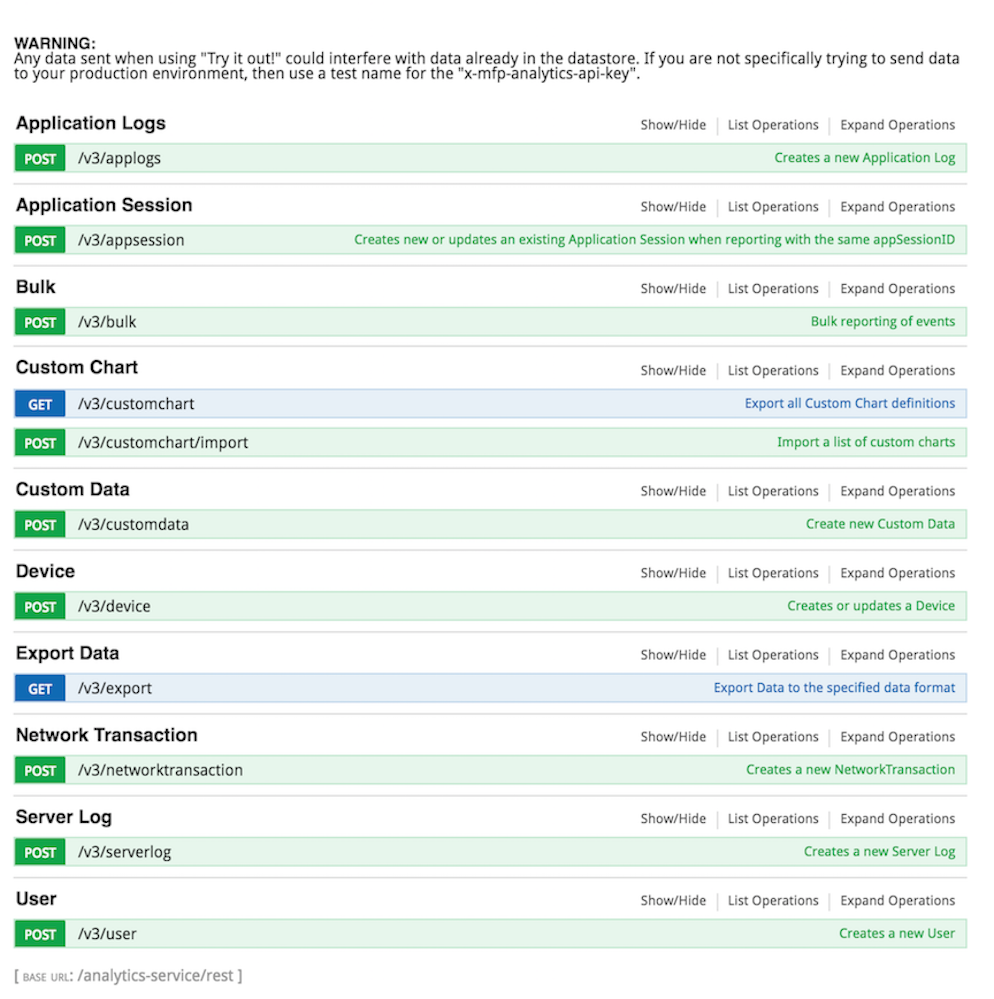 WARNING:
Any data sent when using "Try it out!" could interfere with data already in the datastore. If you are not specifically trying to send data
to your production environment, then use a test name for the "x-mfp-analytics-api-key".
Application Logs Show/Hide List Operations Expand Operations
POST /v3/applogs Creates a new Application Log
Application Session Show/Hide List Operations Expand Operations
POST /v3/appsession Creates new or updates an existing Application Session when reporting with the same appSessionID
Bulk Show/Hide List Operations Expand Operations
POST /v3/bulk Bulk reporting of events
Custom Chart Show/Hide List Operations Expand Operations
GET /v3/customchart Export all Custom Chart definitions
POST /v3/customchart/import Import a list of custom charts
Custom Data Show/Hide List Operations Expand Operations
POST /v3/customdata Create new Custom Data
Device Show/Hide List Operations Expand Operations
POST /v3/device Creates or updates a Device
Export Data Show/Hide List Operations Expand Operations
GET /v3/export Export Data to the specified data format
Network Transaction Show/Hide List Operations Expand Operations
POST /v3/networktransaction Creates a new NetworkTransaction
Server Log Show/Hide List Operations Expand Operations
POST /v3/serverlog Creates a new Server Log
User Show/Hide List Operations Expand Operations
POST /v3/user Creates a new User
[ BASE URL: /analytics-service/rest ]